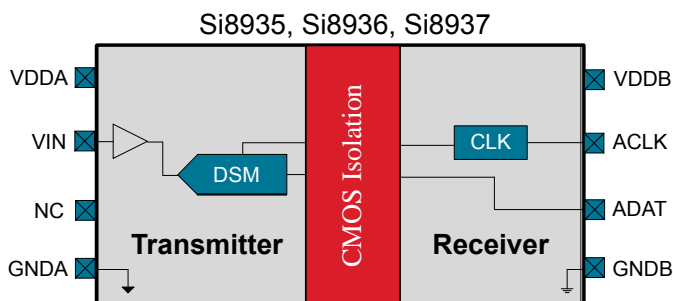 Si8935, Si8936, Si8937
VDDA
VDDB
VIN
CLK
ACLK
DSM
CMOS Isolation
NC
ADAT
Transmitter
Receiver
GNDA
GNDB